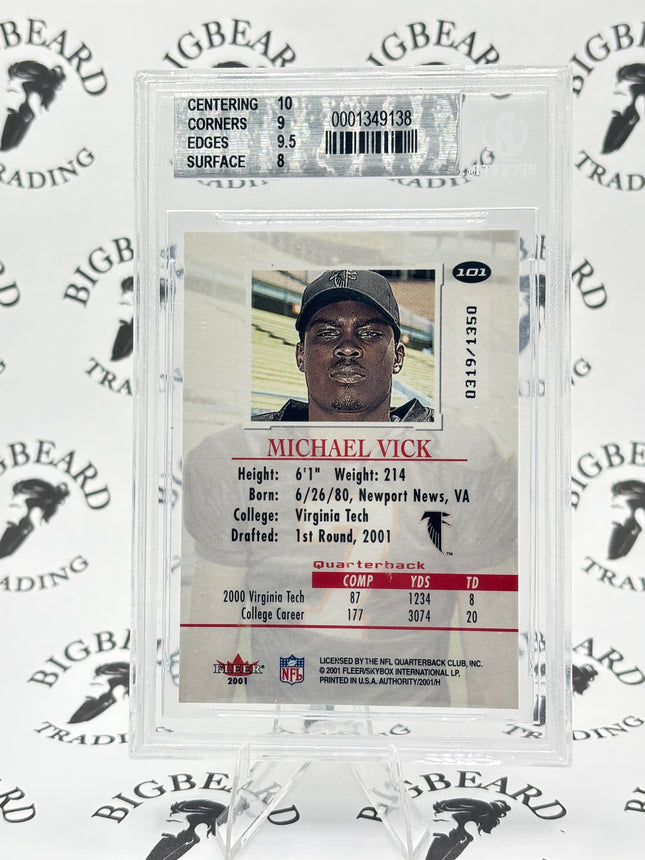 BIGBEARD
TRADING
CENTERING 10
CORNERS 9
EDGES 9.5
SURFACE 8
0001349138
BECKETT
101
0319/1350
MICHAEL VICK
Height: 6'1" Weight: 214
Born: 6/26/80, Newport News, VA
College: Virginia Tech
Drafted: 1st Round, 2001
TM
Quarterback
COMP YDS TD
2000 Virginia Tech 87 1234 8
College Career 177 3074 20
FLEER
2001
NFL
LICENSED BY THE NFL QUARTERBACK CLUB, INC.
© 2001 FLEER/SKYBOX INTERNATIONAL LP,
PRINTED IN U.S.A. AUTHORITY/2001/H